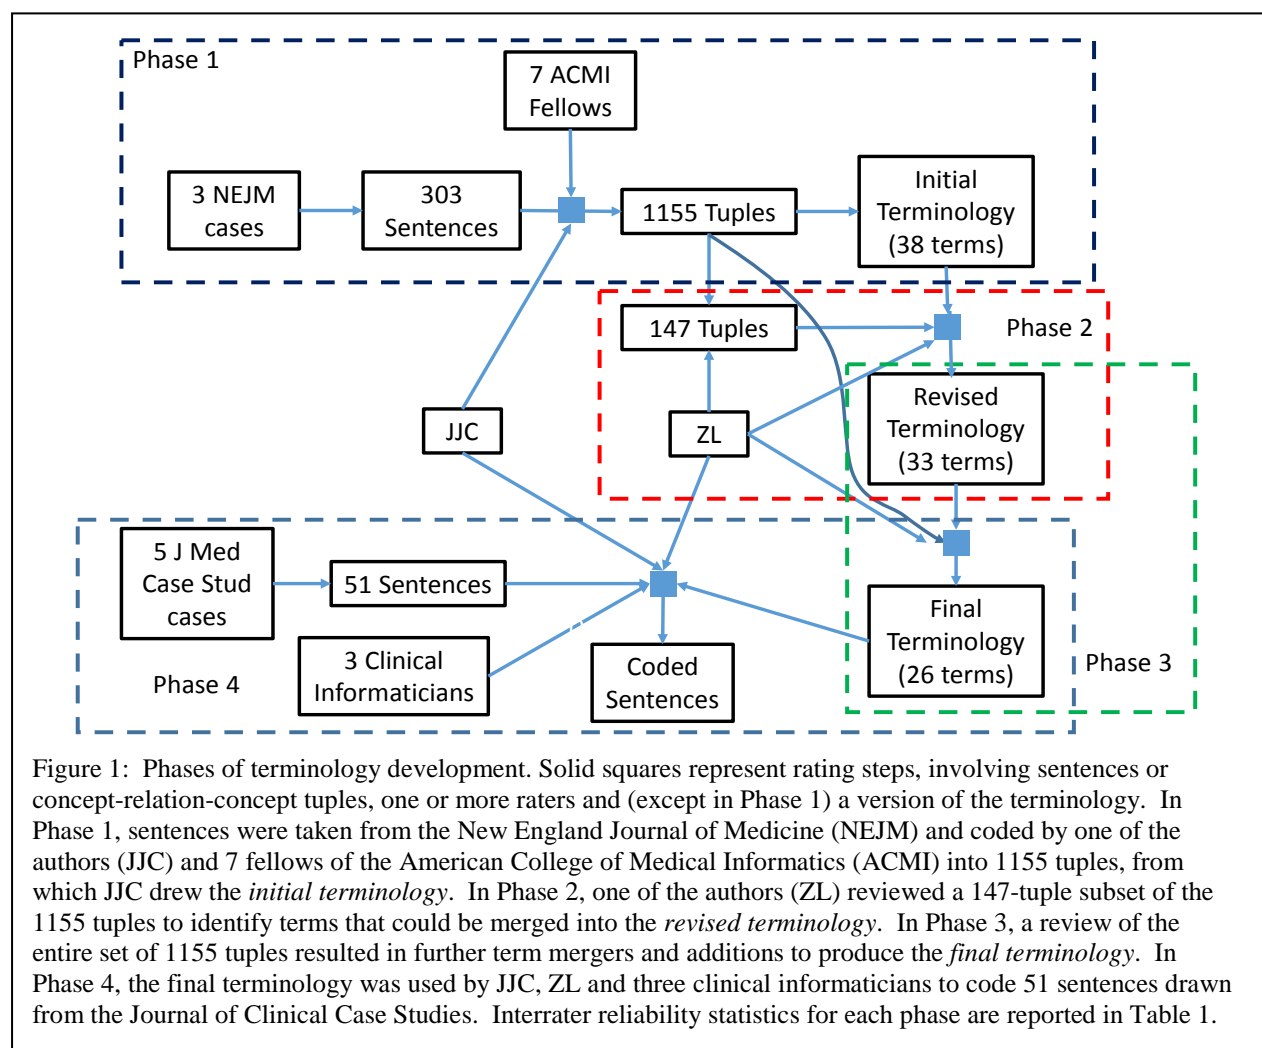 Phase 1
7 ACMI
Fellows
3 NEJM
cases
303
Sentences
1155 Tuples
Initial
Terminology
(38 terms)
147 Tuples
Phase 2
JJC
ZL
Revised
Terminology
(33 terms)
5 J Med
Case Stud
cases
51 Sentences
3 Clinical
Informaticians
Coded
Sentences
Final
Terminology
(26 terms)
Phase 3
Phase 4
Figure 1:  Phases of terminology development. Solid squares represent rating steps, involving sentences or
concept-relation-concept tuples, one or more raters and (except in Phase 1) a version of the terminology.  In
Phase 1, sentences were taken from the New England Journal of Medicine (NEJM) and coded by one of the
authors (JJC) and 7 fellows of the American College of Medical Informatics (ACMI) into 1155 tuples, from
which JJC drew the initial terminology.  In Phase 2, one of the authors (ZL) reviewed a 147-tuple subset of the
1155 tuples to identify terms that could be merged into the revised terminology.  In Phase 3, a review of the
entire set of 1155 tuples resulted in further term mergers and additions to produce the final terminology.  In
Phase 4, the final terminology was used by JJC, ZL and three clinical informaticians to code 51 sentences drawn
from the Journal of Clinical Case Studies.  Interrater reliability statistics for each phase are reported in Table 1.